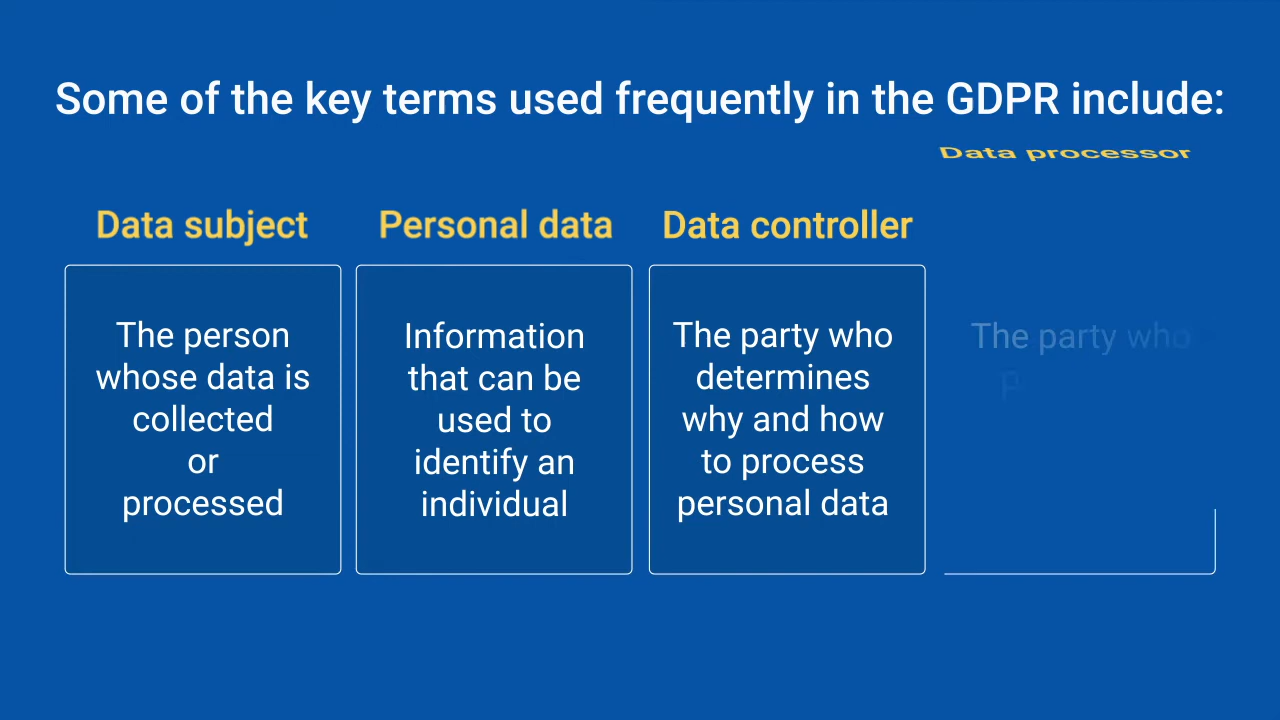 Some of the key terms used frequently in the GDPR include:
Data processor
Data subject
The person
whose data is
collected
or
processed
Personal data
Information
that can be
used to
identify an
individual
Data controller
The party who
determines
why and how
to process
personal data
The party who